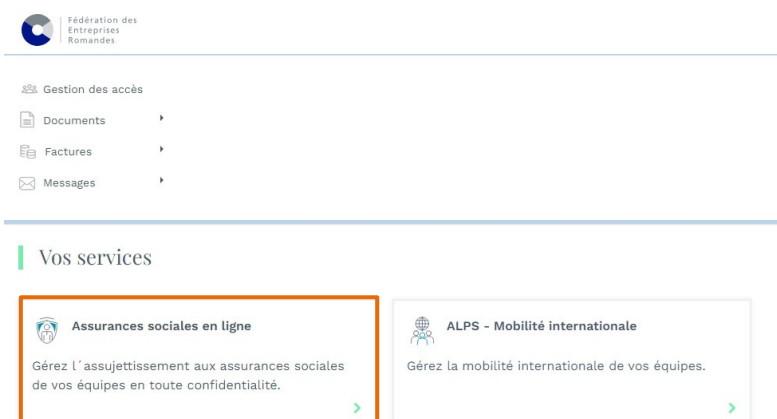 Fédération des
Entreprises
Romandes
Gestion des accès
Documents
Factures
Messages
Vos services
Assurances sociales en ligne
Gérez l´assujettissement aux assurances sociales
de vos équipes en toute confidentialité.
ALPS - Mobilité internationale
Gérez la mobilité internationale de vos équipes.